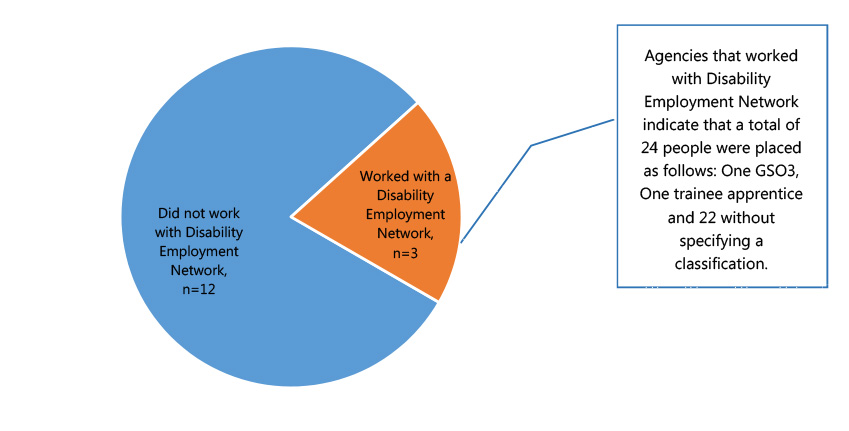 Did not work
with Disability
Employment
Network,
n=12
Worked with a
Disability
Employment
Network,
n=3
Agencies that worked
with Disability
Employment Network
indicate that a total of
24 people were placed
as follows: One GSO3,
One trainee apprentice
and 22 without
specifying a
classification.